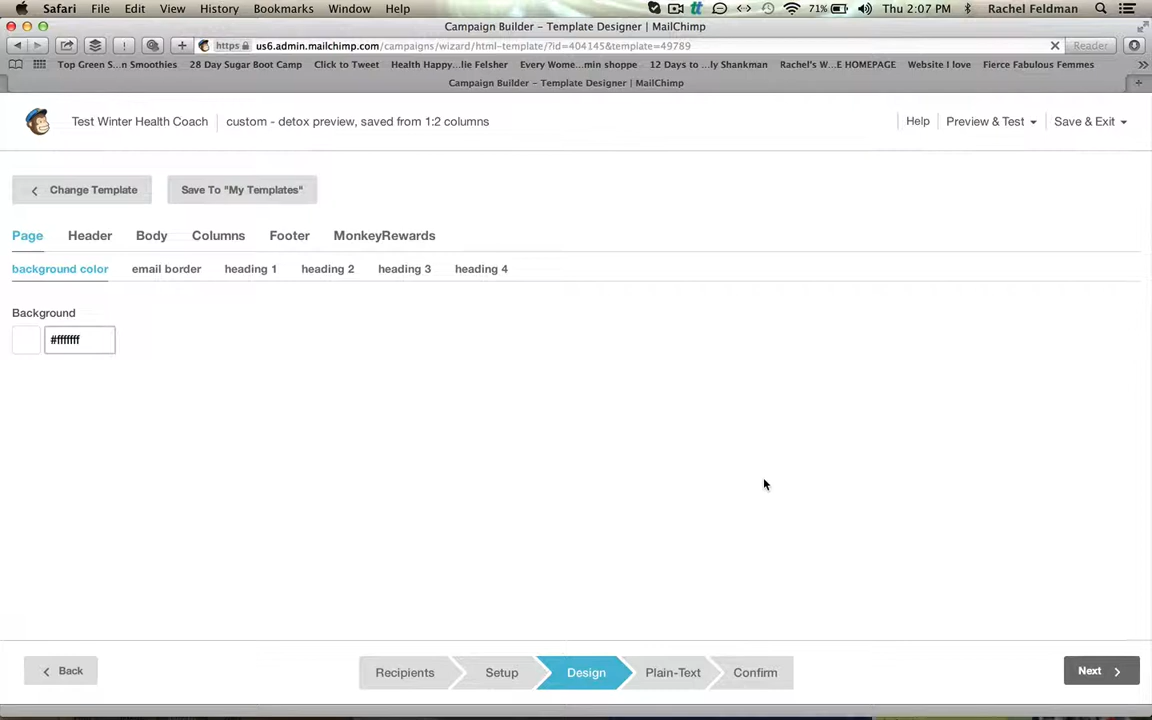 Safari File Edit View History Bookmarks Window Help 71% Thu 2:07 PM Rachel Feldman
Campaign Builder – Template Designer | MailChimp
https us6.admin.mailchimp.com/campaigns/wizard/html-template/?id=404145&template=49789 Reader
Top Green S...n Smoothies 28 Day Sugar Boot Camp Click to Tweet Health Happy...lie Felsher Every Wome...min shoppe 12 Days to ...ly Shankman Rachel's W...E HOMEPAGE Website I love Fierce Fabulous Femmes
Campaign Builder – Template Designer | MailChimp
Test Winter Health Coach custom - detox preview, saved from 1:2 columns Help Preview & Test Save & Exit
Change Template Save To "My Templates"
Page Header Body Columns Footer MonkeyRewards
background color email border heading 1 heading 2 heading 3 heading 4
Background
#ffffff
Back Recipients Setup Design Plain-Text Confirm Next